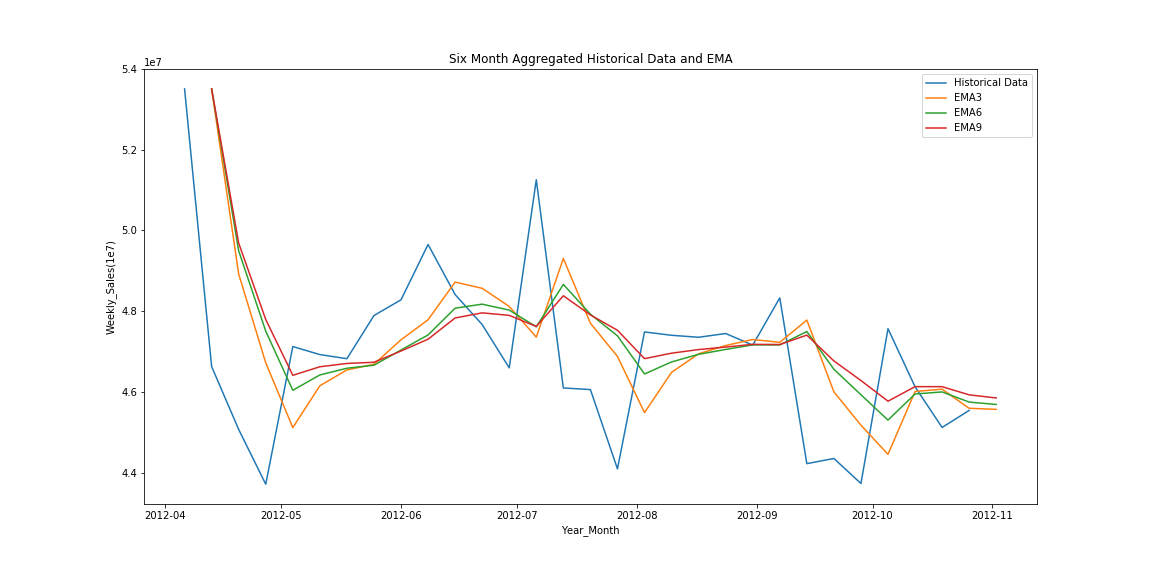 Six Month Aggregated Historical Data and EMA
1e7
5.4
5.2
5.0
4.8
4.6
4.4
Weekly_Sales(1e7)
Historical Data
EMA3
EMA6
EMA9
2012-04 2012-05 2012-06 2012-07 2012-08 2012-09 2012-10 2012-11
Year_Month